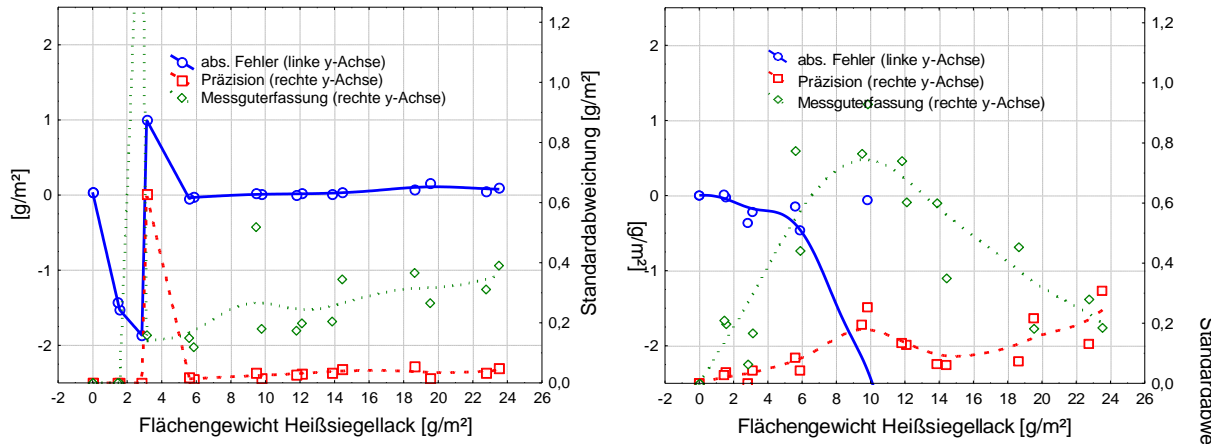 2
1
0
-1
-2
[g/m²]
abs. Fehler (linke y-Achse)
Präzision (rechte y-Achse)
Messguterfassung (rechte y-Achse)
1,2
1,0
0,8
0,6
0,4
0,2
0,0
Standardabweichung [g/m²]
0 2 4 6 8 10 12 14 16 18 20 22 24 26
Flächengewicht Heißsiegellack [g/m²]
2
1
0
-1
-2
[g/m²]
abs. Fehler (linke y-Achse)
Präzision (rechte y-Achse)
Messguterfassung (rechte y-Achse)
1,2
1,0
0,8
0,6
0,4
0,2
0,0
Standardabwe
0 2 4 6 8 10 12 14 16 18 20 22 24 26
Flächengewicht Heißsiegellack [g/m²]